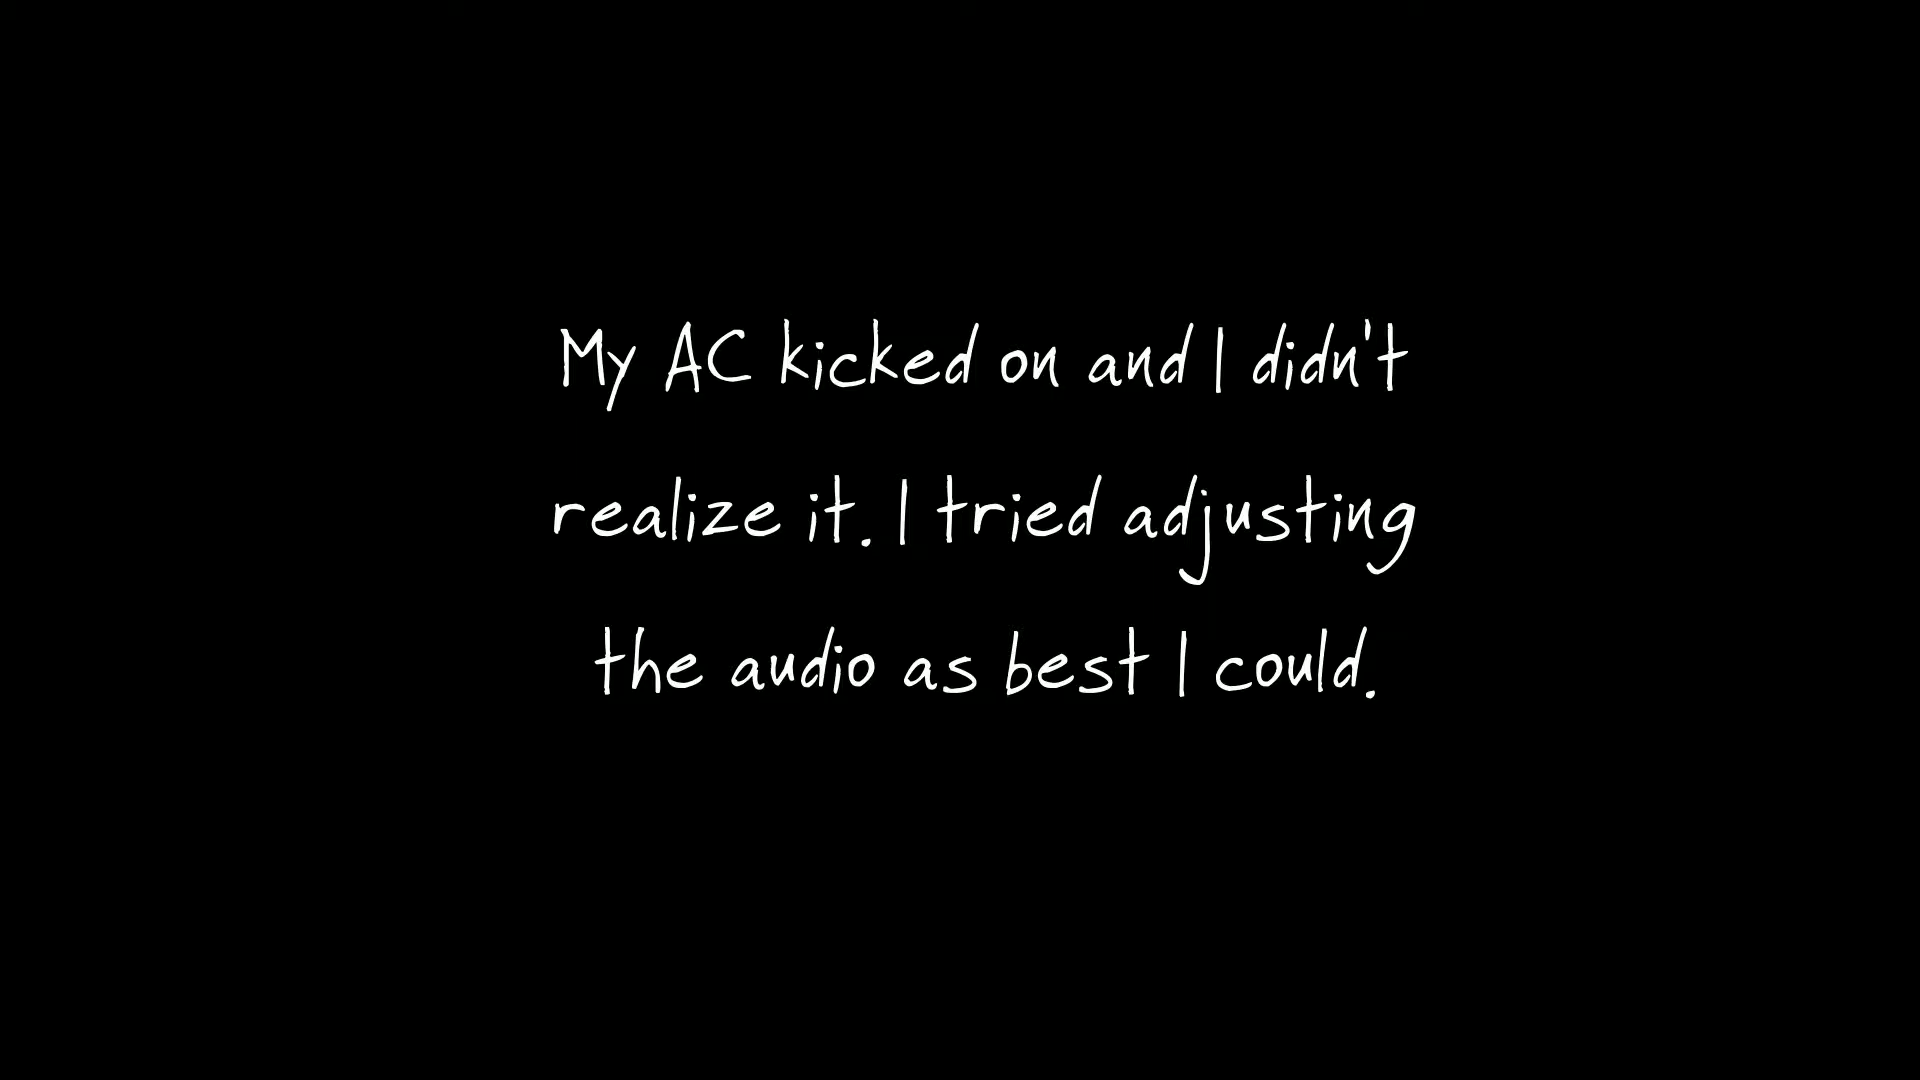 My AC kicked on and I didn't
realize it. I tried adjusting
the audio as best I could.